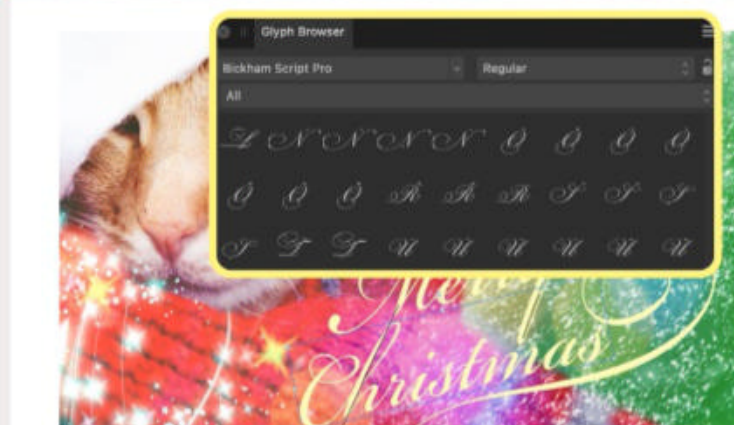 Glyph Browser
Bickham Script Pro Regular
All
N N N N O O O O
O O O R R R S S S
S T T U U U U U U
Merry
Christmas